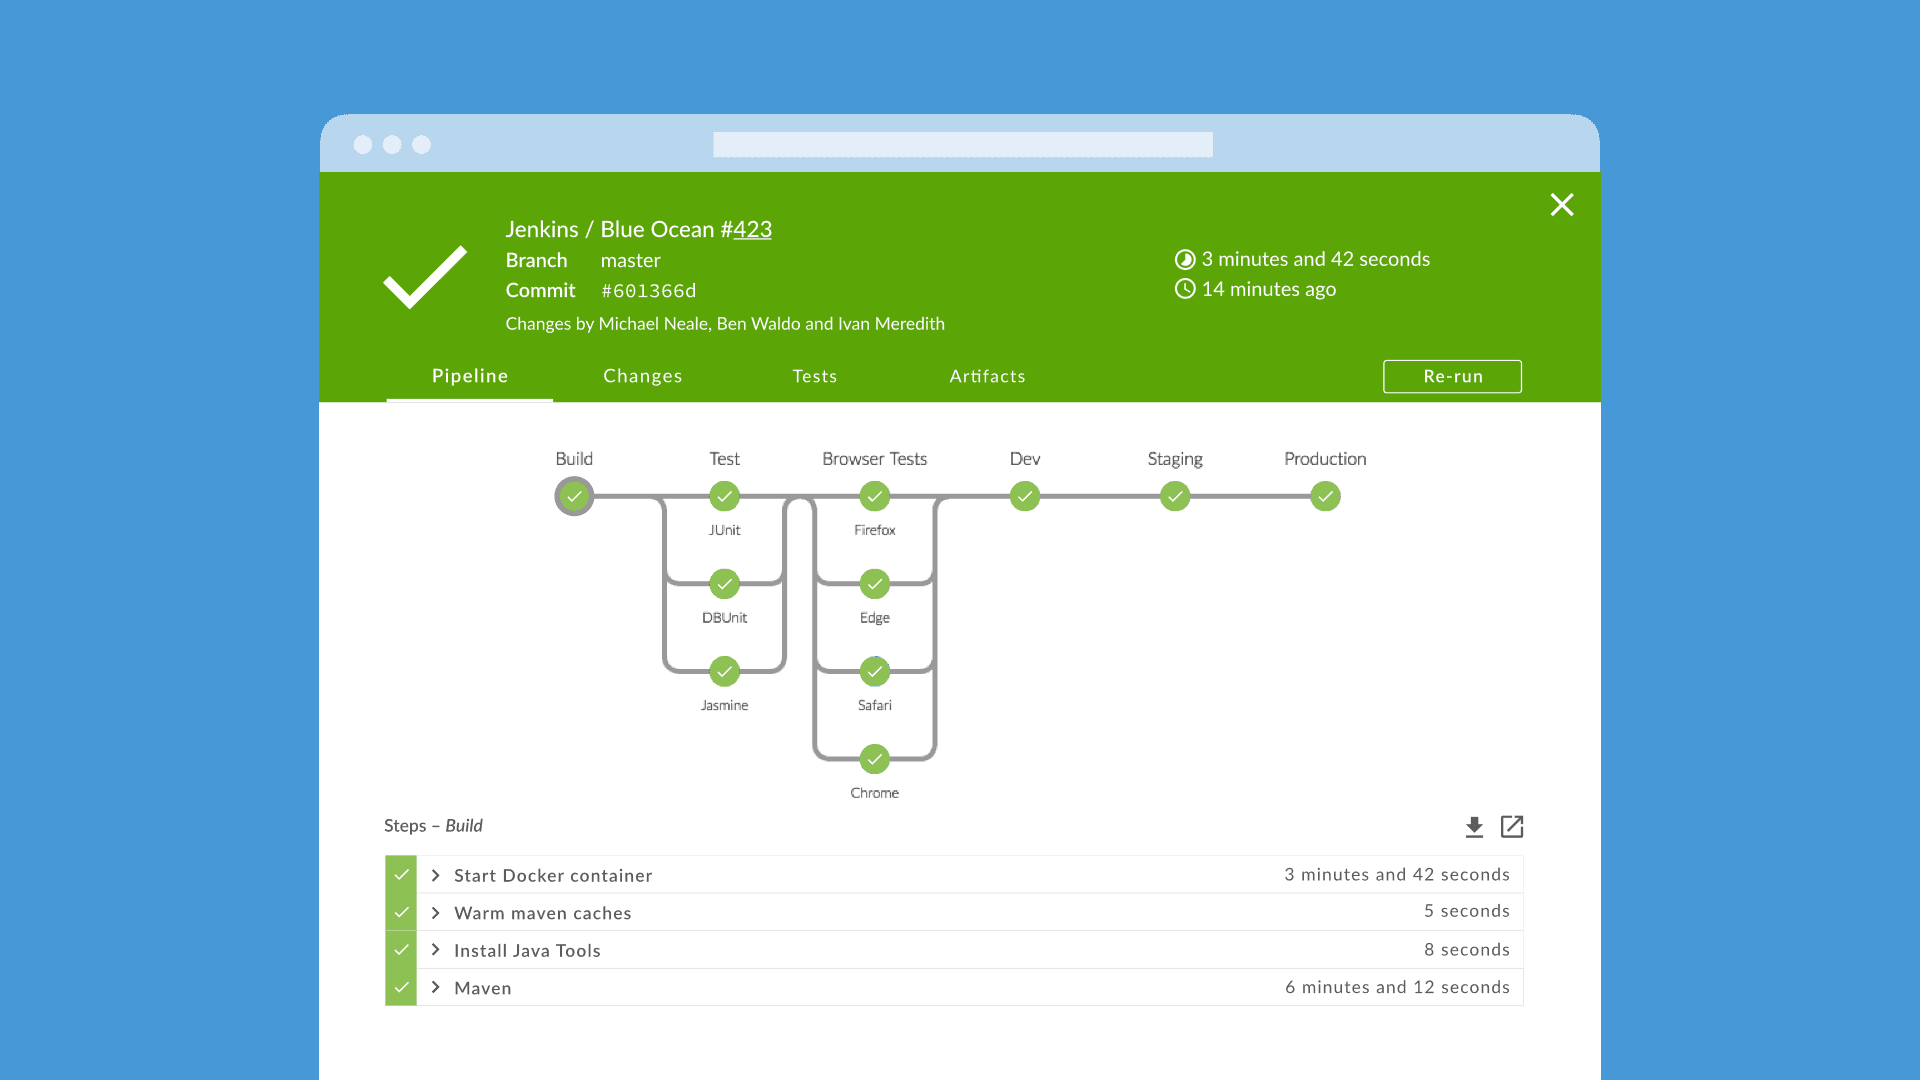 Jenkins / Blue Ocean #423
Branch master
Commit #601366d
Changes by Michael Neale, Ben Waldo and Ivan Meredith
3 minutes and 42 seconds
14 minutes ago
Pipeline Changes Tests Artifacts Re-run
Build Test Browser Tests Dev Staging Production
JUnit Firefox
DBUnit Edge
Jasmine Safari
Chrome
Steps – Build
Start Docker container 3 minutes and 42 seconds
Warm maven caches 5 seconds
Install Java Tools 8 seconds
Maven 6 minutes and 12 seconds